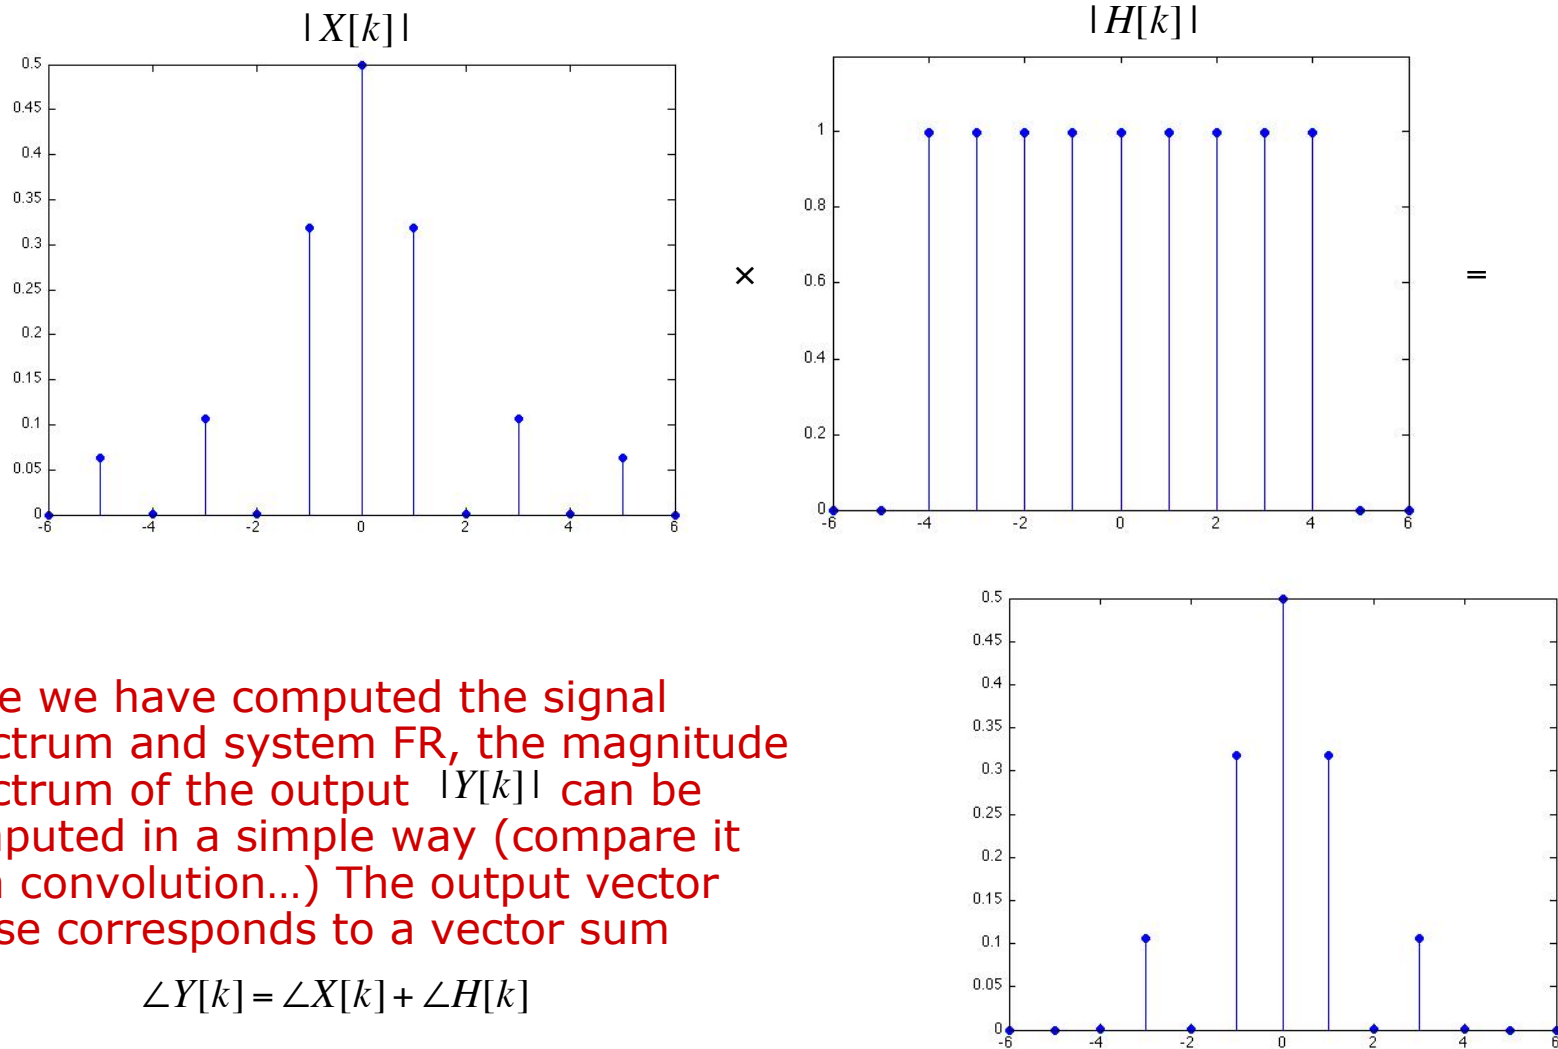 |X[k]|
|H[k]|
0.5
0.45
0.4
0.35
0.3
0.25
0.2
0.15
0.1
0.05
0
-6 -4 -2 0 2 4 6
×
1
0.8
0.6
0.4
0.2
0
-6 -4 -2 0 2 4 6
=
e we have computed the signal
ctrum and system FR, the magnitude
ctrum of the output |Y[k]| can be
puted in a simple way (compare it
convolution...) The output vector
se corresponds to a vector sum
∠Y[k] = ∠X[k] + ∠H[k]
0.5
0.45
0.4
0.35
0.3
0.25
0.2
0.15
0.1
0.05
0
-6 -4 -2 0 2 4 6